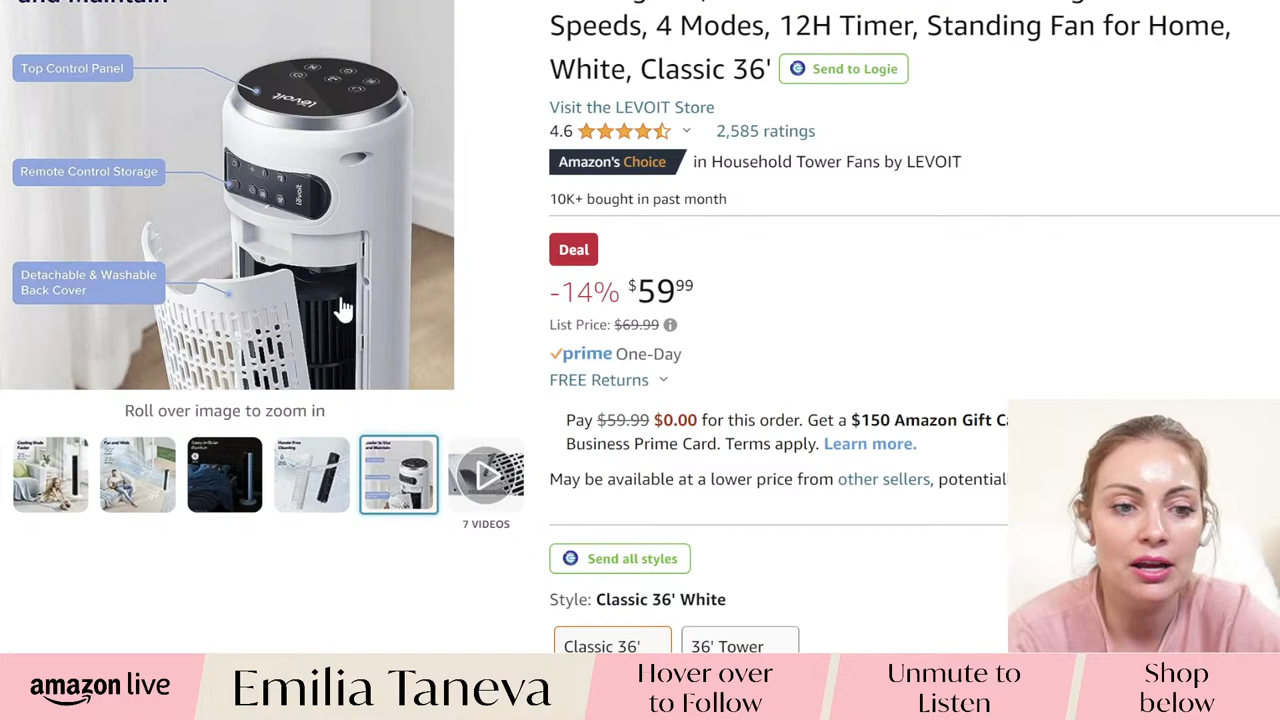 and Maintain
Top Control Panel
Remote Control Storage
Detachable & Washable
Back Cover
Levoit
Levoit
Roll over image to zoom in
7 VIDEOS
Speeds, 4 Modes, 12H Timer, Standing Fan for Home,
White, Classic 36' Send to Logie
Visit the LEVOIT Store
4.6 2,585 ratings
Amazon's Choice in Household Tower Fans by LEVOIT
10K+ bought in past month
Deal
-14% $59.99
List Price: $69.99
prime One-Day
FREE Returns
Pay $59.99 $0.00 for this order. Get a $150 Amazon Gift
Business Prime Card. Terms apply. Learn more.
May be available at a lower price from other sellers,
Send all styles
Style: Classic 36' White
Classic 36' 36' Tower
amazon live
Emilia Taneva
Hover over
to Follow
Unmute to
Listen
Shop
below